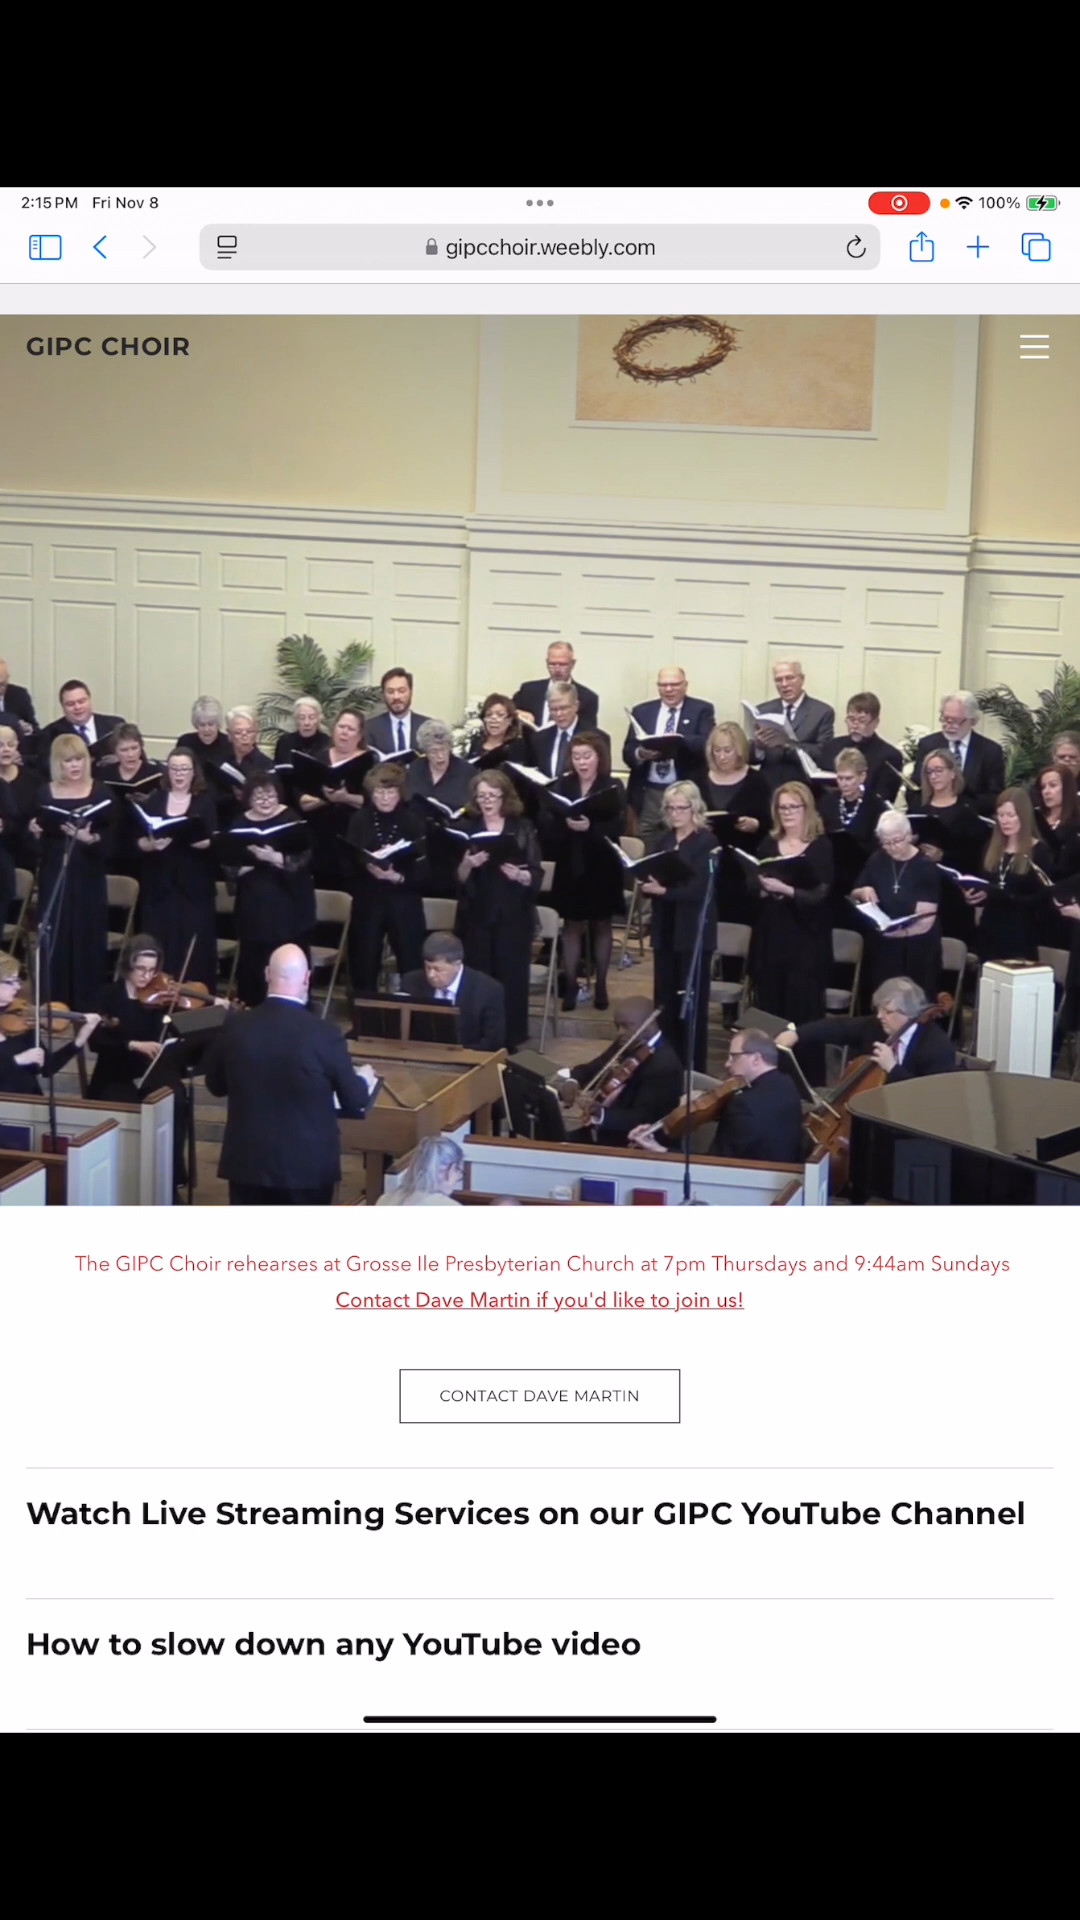 2:15 PM Fri Nov 8
100%
gipcchoir.weebly.com
GIPC CHOIR
The GIPC Choir rehearses at Grosse Ile Presbyterian Church at 7pm Thursdays and 9:44am Sundays
Contact Dave Martin if you'd like to join us!
CONTACT DAVE MARTIN
Watch Live Streaming Services on our GIPC YouTube Channel
How to slow down any YouTube video